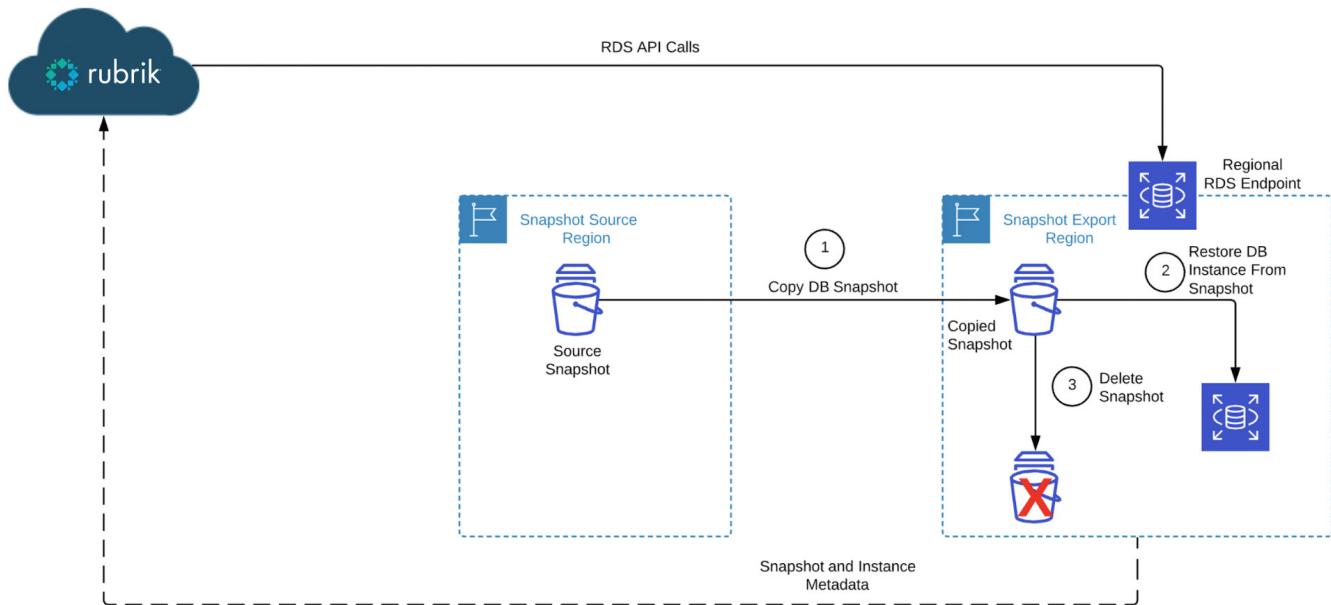 RDS API Calls
rubrik
Regional
RDS Endpoint
Snapshot Source
Region
Snapshot Export
Region
1
Copy DB Snapshot
2
Restore DB
Instance From
Snapshot
Copied
Snapshot
Source
Snapshot
3
Delete
Snapshot
X
Snapshot and Instance
Metadata